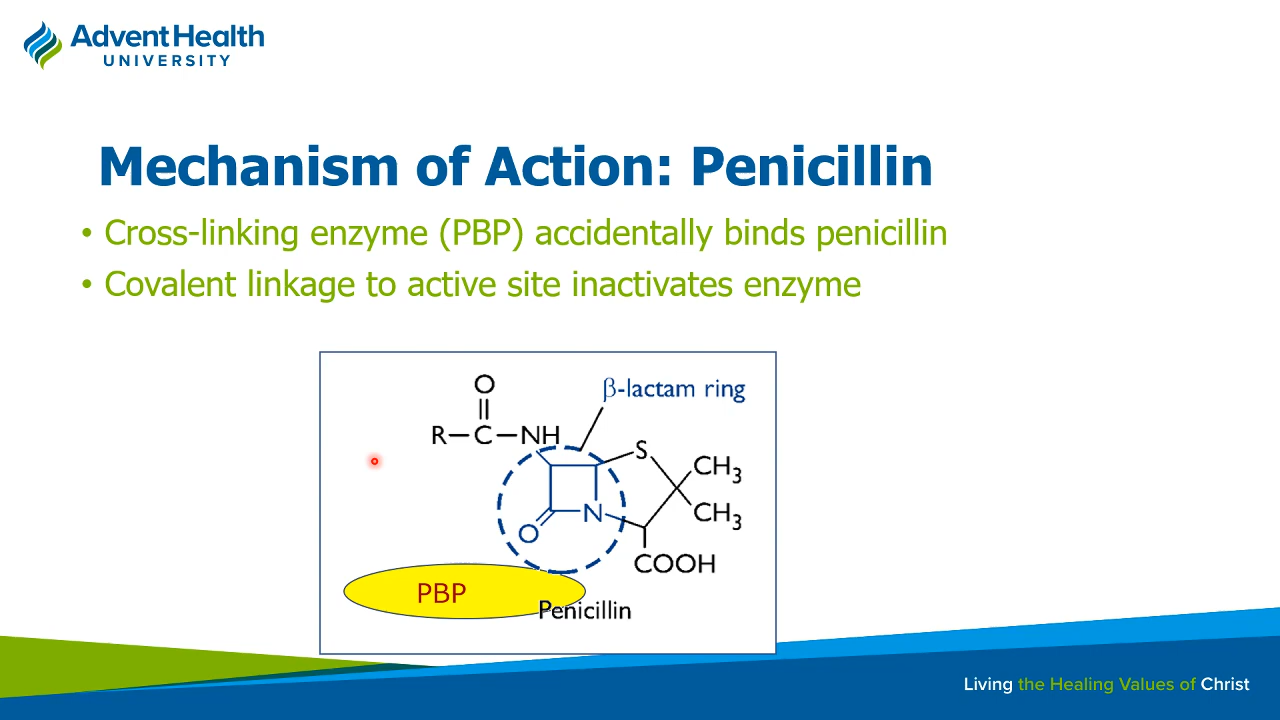 AdventHealth
UNIVERSITY
Mechanism of Action: Penicillin
• Cross-linking enzyme (PBP) accidentally binds penicillin
• Covalent linkage to active site inactivates enzyme
O
β-lactam ring
R—C—NH
S
CH3
N
CH3
O
COOH
PBP
Penicillin
Living the Healing Values of Christ